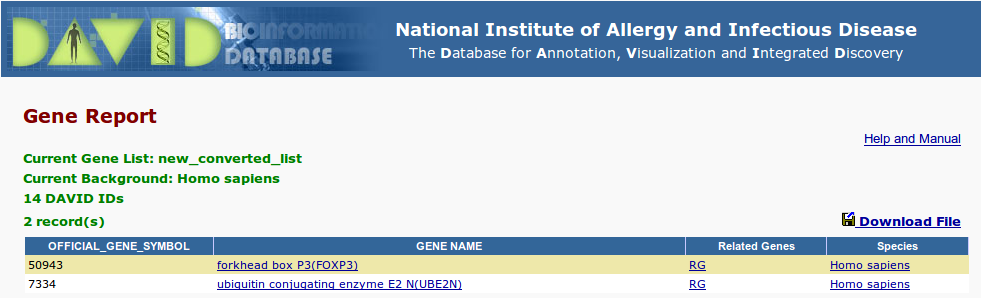 DAVID BIOINFORMATICS
DATABASE
National Institute of Allergy and Infectious Disease
The Database for Annotation, Visualization and Integrated Discovery
Gene Report
Help and Manual
Current Gene List: new_converted_list
Current Background: Homo sapiens
14 DAVID IDs
2 record(s)
Download File
OFFICIAL_GENE_SYMBOL GENE NAME Related Genes Species
50943 forkhead box P3(FOXP3) RG Homo sapiens
7334 ubiquitin conjugating enzyme E2 N(UBE2N) RG Homo sapiens